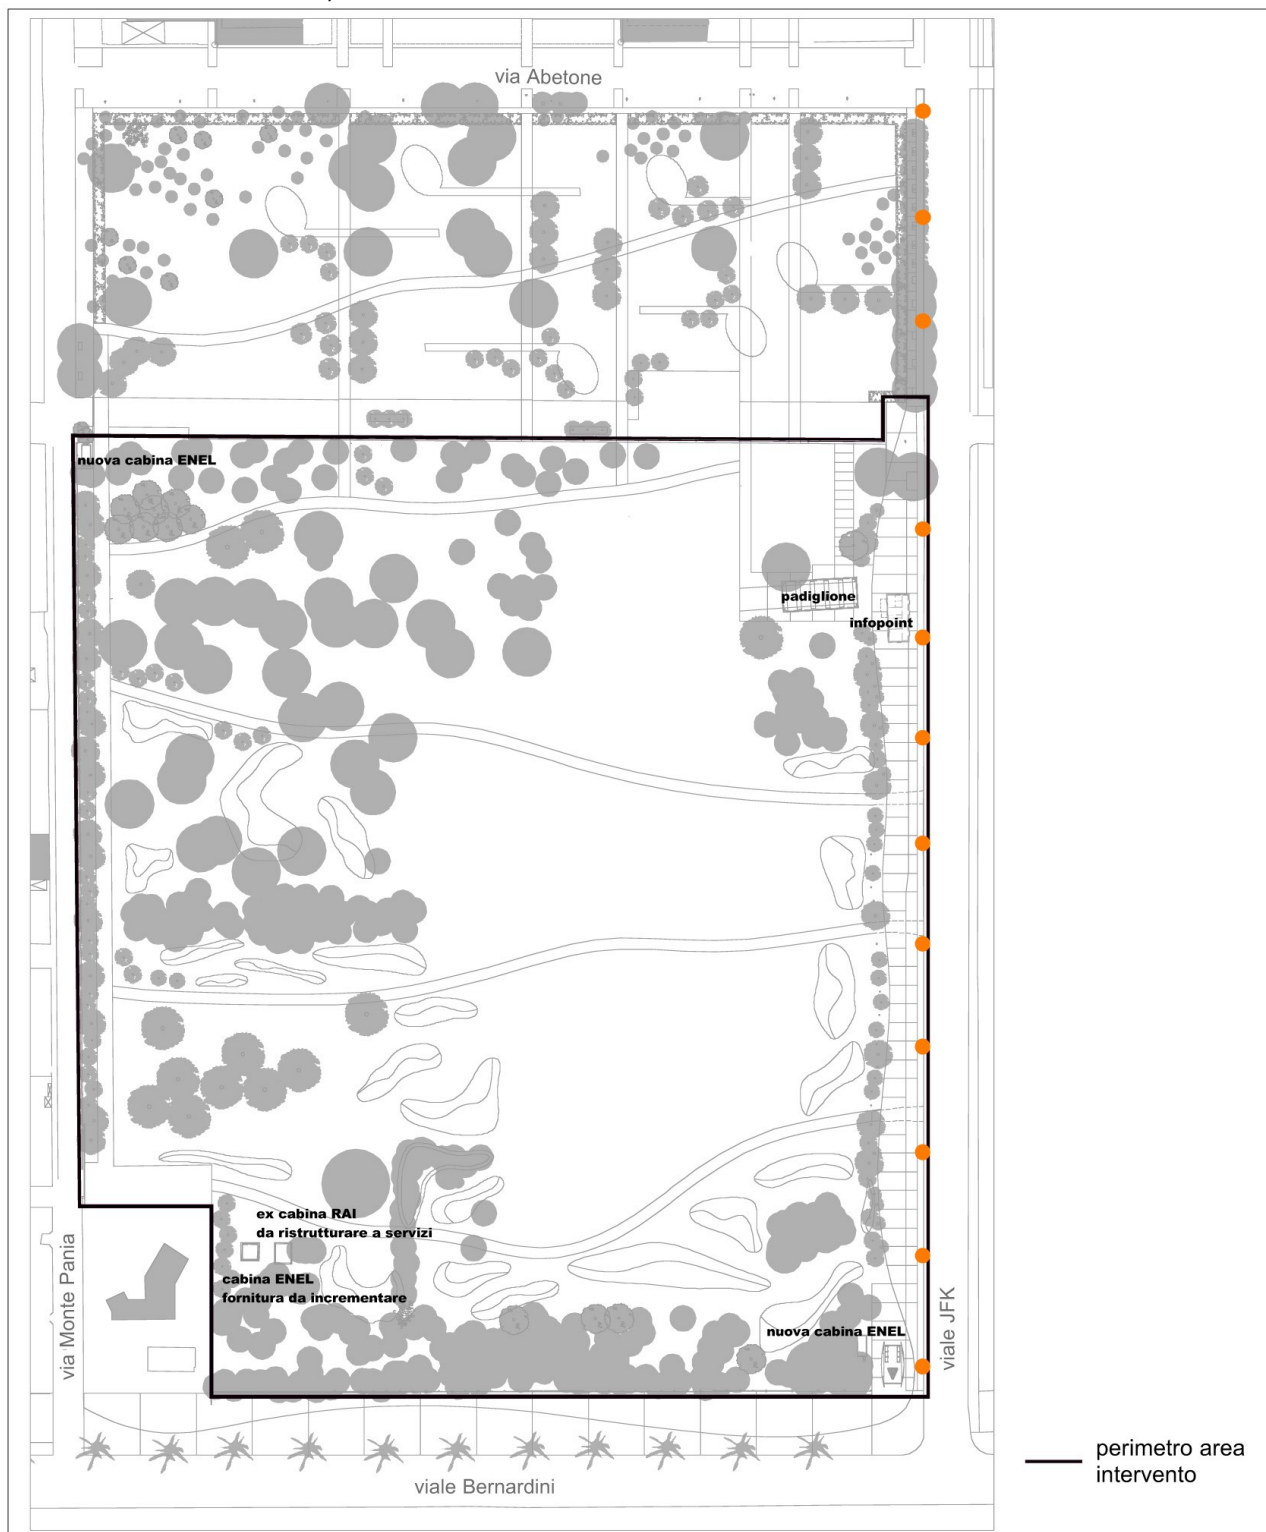 via Abetone
nuova cabina ENEL
padiglione
infopoint
ex cabina RAI
da ristrutturare a servizi
cabina ENEL
fornitura da incrementare
nuova cabina ENEL
via Monte Pania
viale JFK
viale Bernardini
perimetro area
intervento